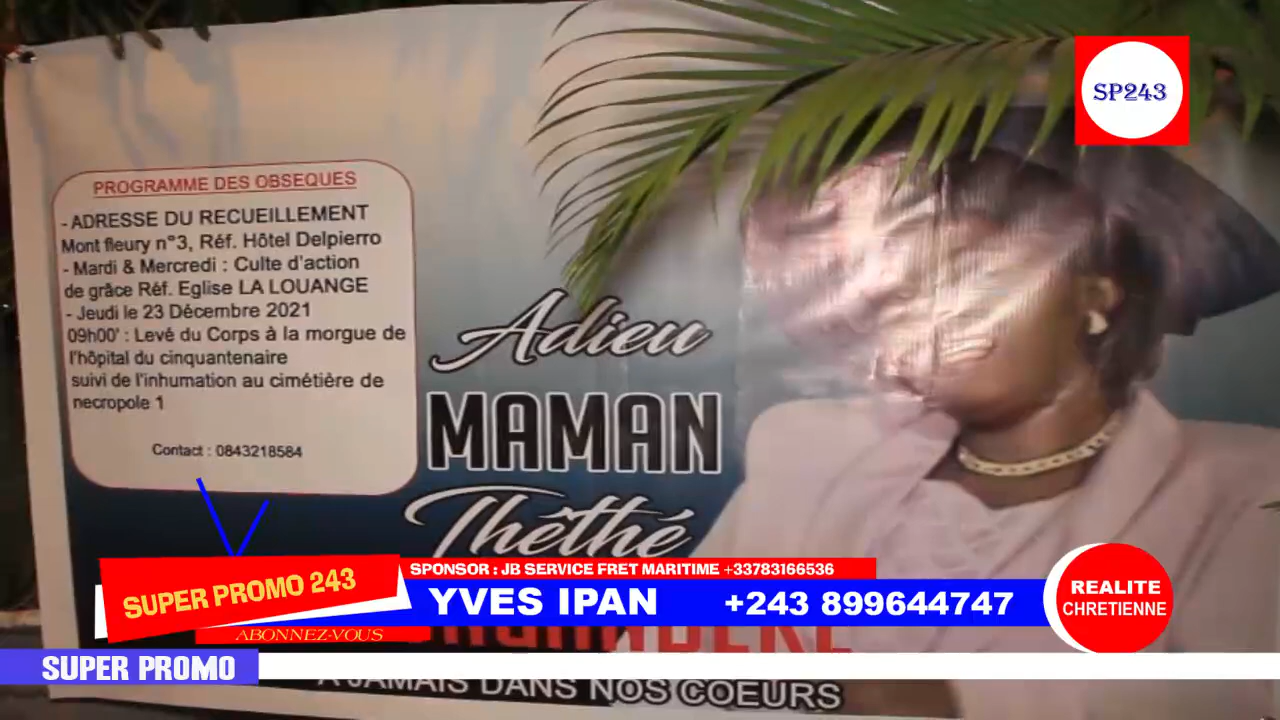 SP243
PROGRAMME DES OBSEQUES
- ADRESSE DU RECUEILLEMENT
Mont fleury n°3, Réf. Hôtel Delpierro
- Mardi & Mercredi : Culte d'action
de grâce Réf. Eglise LA LOUANGE
- Jeudi le 23 Décembre 2021
09h00' : Levé du Corps à la morgue de
l'hôpital du cinquantenaire
suivi de l'inhumation au cimétière de
necropole 1
Contact : 0843218584
Adieu
MAMAN
Thêthé
SPONSOR : JB SERVICE FRET MARITIME +33783166536
SUPER PROMO 243
YVES IPAN +243 899644747
REALITE
CHRETIENNE
ABONNEZ-VOUS
SUPER PROMO
A JAMAIS DANS NOS COEURS